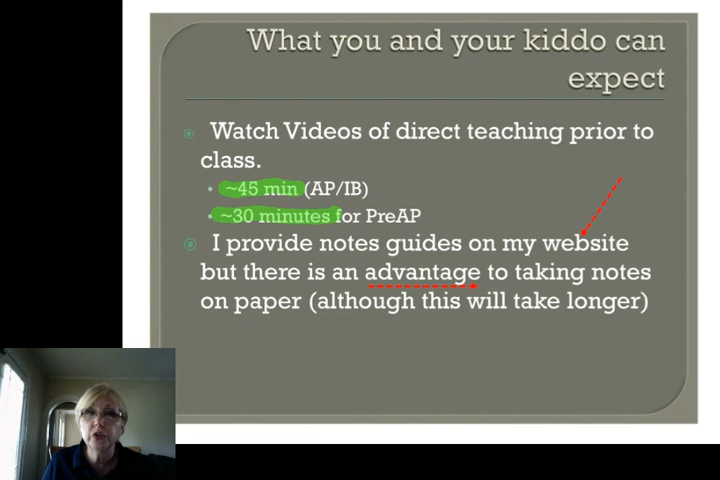 What you and your kiddo can
expect
Watch Videos of direct teaching prior to
class.
~45 min (AP/IB)
~30 minutes for PreAP
I provide notes guides on my website
but there is an advantage to taking notes
on paper (although this will take longer)